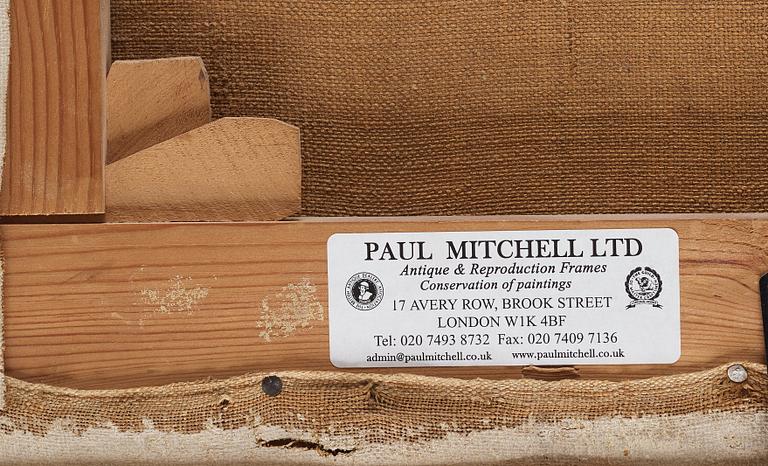 PAUL MITCHELL LTD
Antique & Reproduction Frames
Conservation of paintings
17 AVERY ROW, BROOK STREET
LONDON W1K 4BF
Tel: 020 7493 8732 Fax: 020 7409 7136
admin@paulmitchell.co.uk www.paulmitchell.co.uk